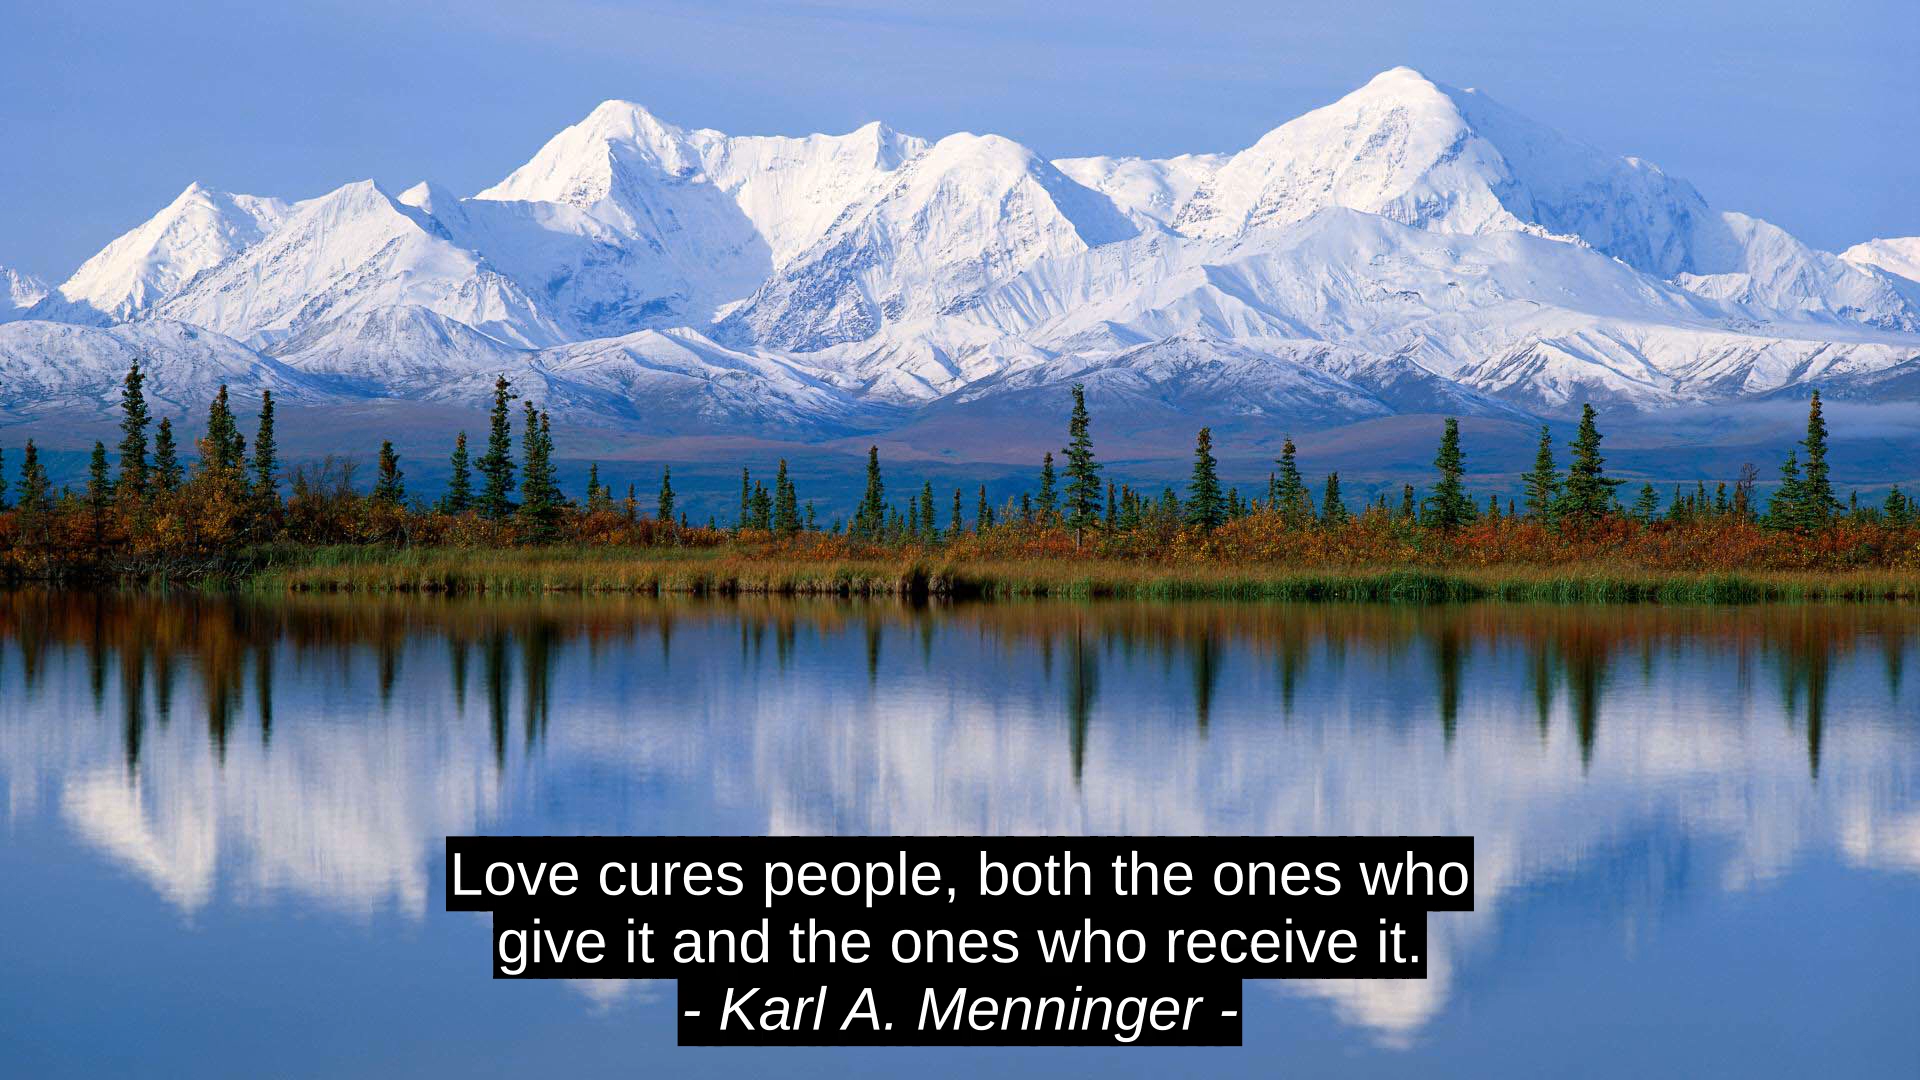 Love cures people, both the ones who
give it and the ones who receive it.
- Karl A. Menninger -